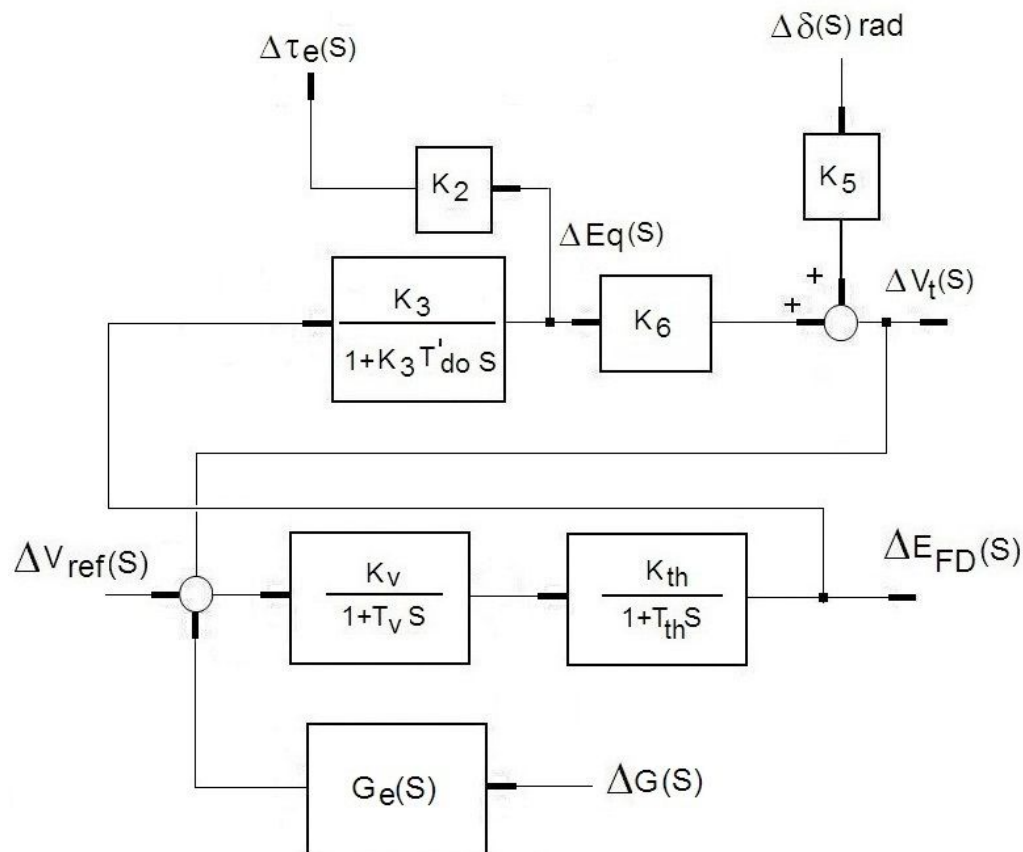 Δτe(S)
Δδ(S) rad
K2
K5
ΔEq(S)
+
ΔVt(S)
K3
1+K3T'do S
K6
+
ΔVref(S)
Kv
1+Tv S
Kth
1+TthS
ΔEFD(S)
Ge(S)
ΔG(S)